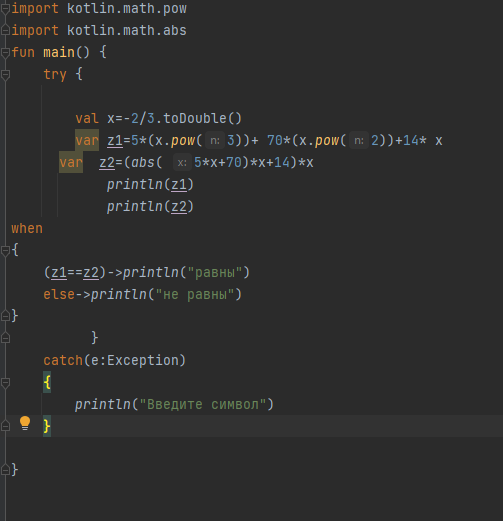 import kotlin.math.pow
import kotlin.math.abs
fun main() {
try {
val x=-2/3.toDouble()
var z1=5*(x.pow( n: 3))+ 70*(x.pow( n: 2))+14* x
var z2=(abs( x: 5*x+70)*x+14)*x
println(z1)
println(z2)
when
{
(z1==z2)->println("равны")
else->println("не равны")
}
}
catch(e:Exception)
{
println("Введите символ")
}
}